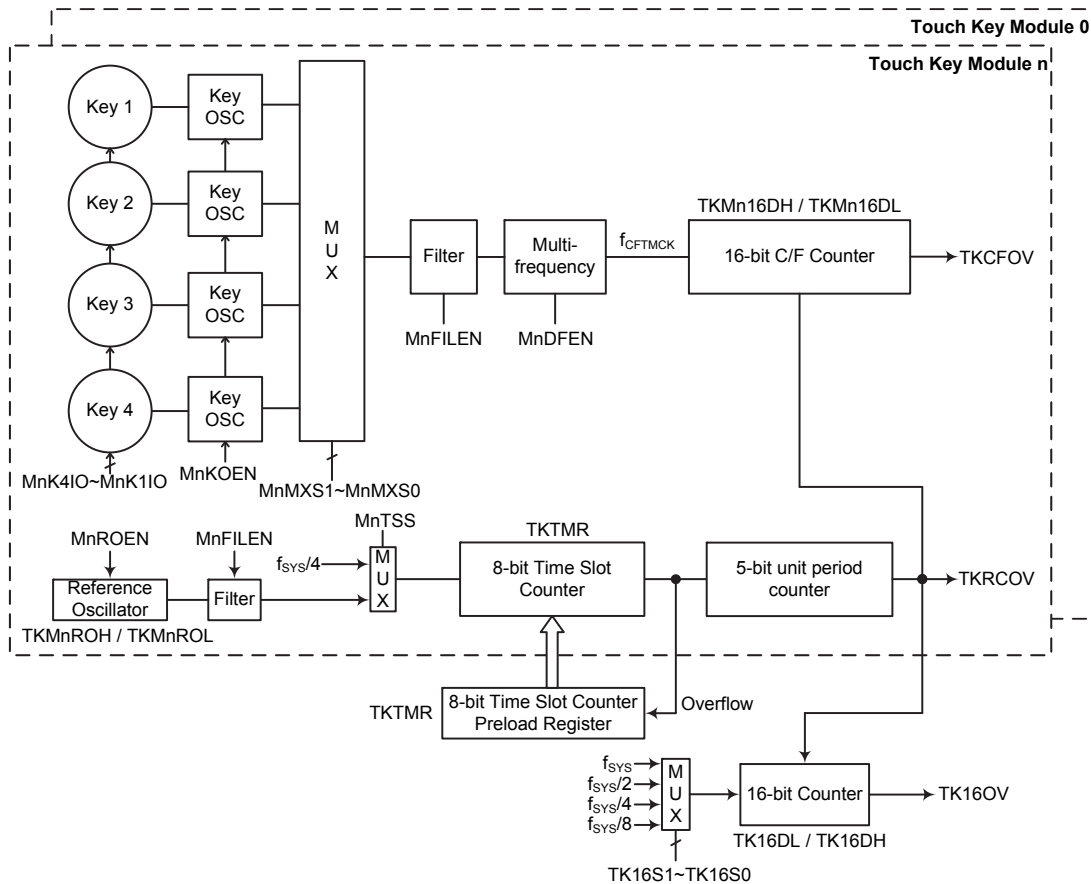 Touch Key Module 0
Touch Key Module n
Key 1
Key
OSC
Key 2
Key
OSC
Key 3
Key
OSC
Key 4
Key
OSC
M
U
X
MnK4IO~MnK1IO
MnKOEN
MnMXS1~MnMXS0
Filter
MnFILEN
Multi-
frequency
MnDFEN
fCFTMCK
TKMn16DH / TKMn16DL
16-bit C/F Counter
TKCFOV
MnROEN
Reference
Oscillator
TKMnROH / TKMnROL
MnFILEN
Filter
fSYS/4
MnTSS
M
U
X
TKTMR
8-bit Time Slot
Counter
5-bit unit period
counter
TKRCOV
TKTMR
8-bit Time Slot Counter
Preload Register
Overflow
fSYS
fSYS/2
fSYS/4
fSYS/8
M
U
X
TK16S1~TK16S0
16-bit Counter
TK16DL / TK16DH
TK16OV